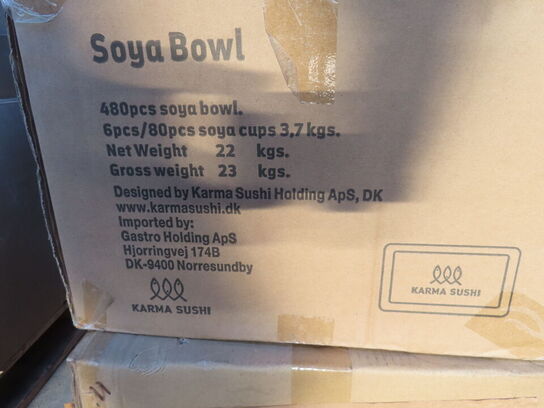 Soya Bowl
480pcs soya bowl.
6pcs/80pcs soya cups 3,7 kgs.
Net Weight 22 kgs.
Gross weight 23 kgs.
Designed by Karma Sushi Holding ApS, DK
www.karmasushi.dk
Imported by:
Gastro Holding ApS
Hjorringvej 174B
DK-9400 Norresundby
KARMA SUSHI
KARMA SUSHI